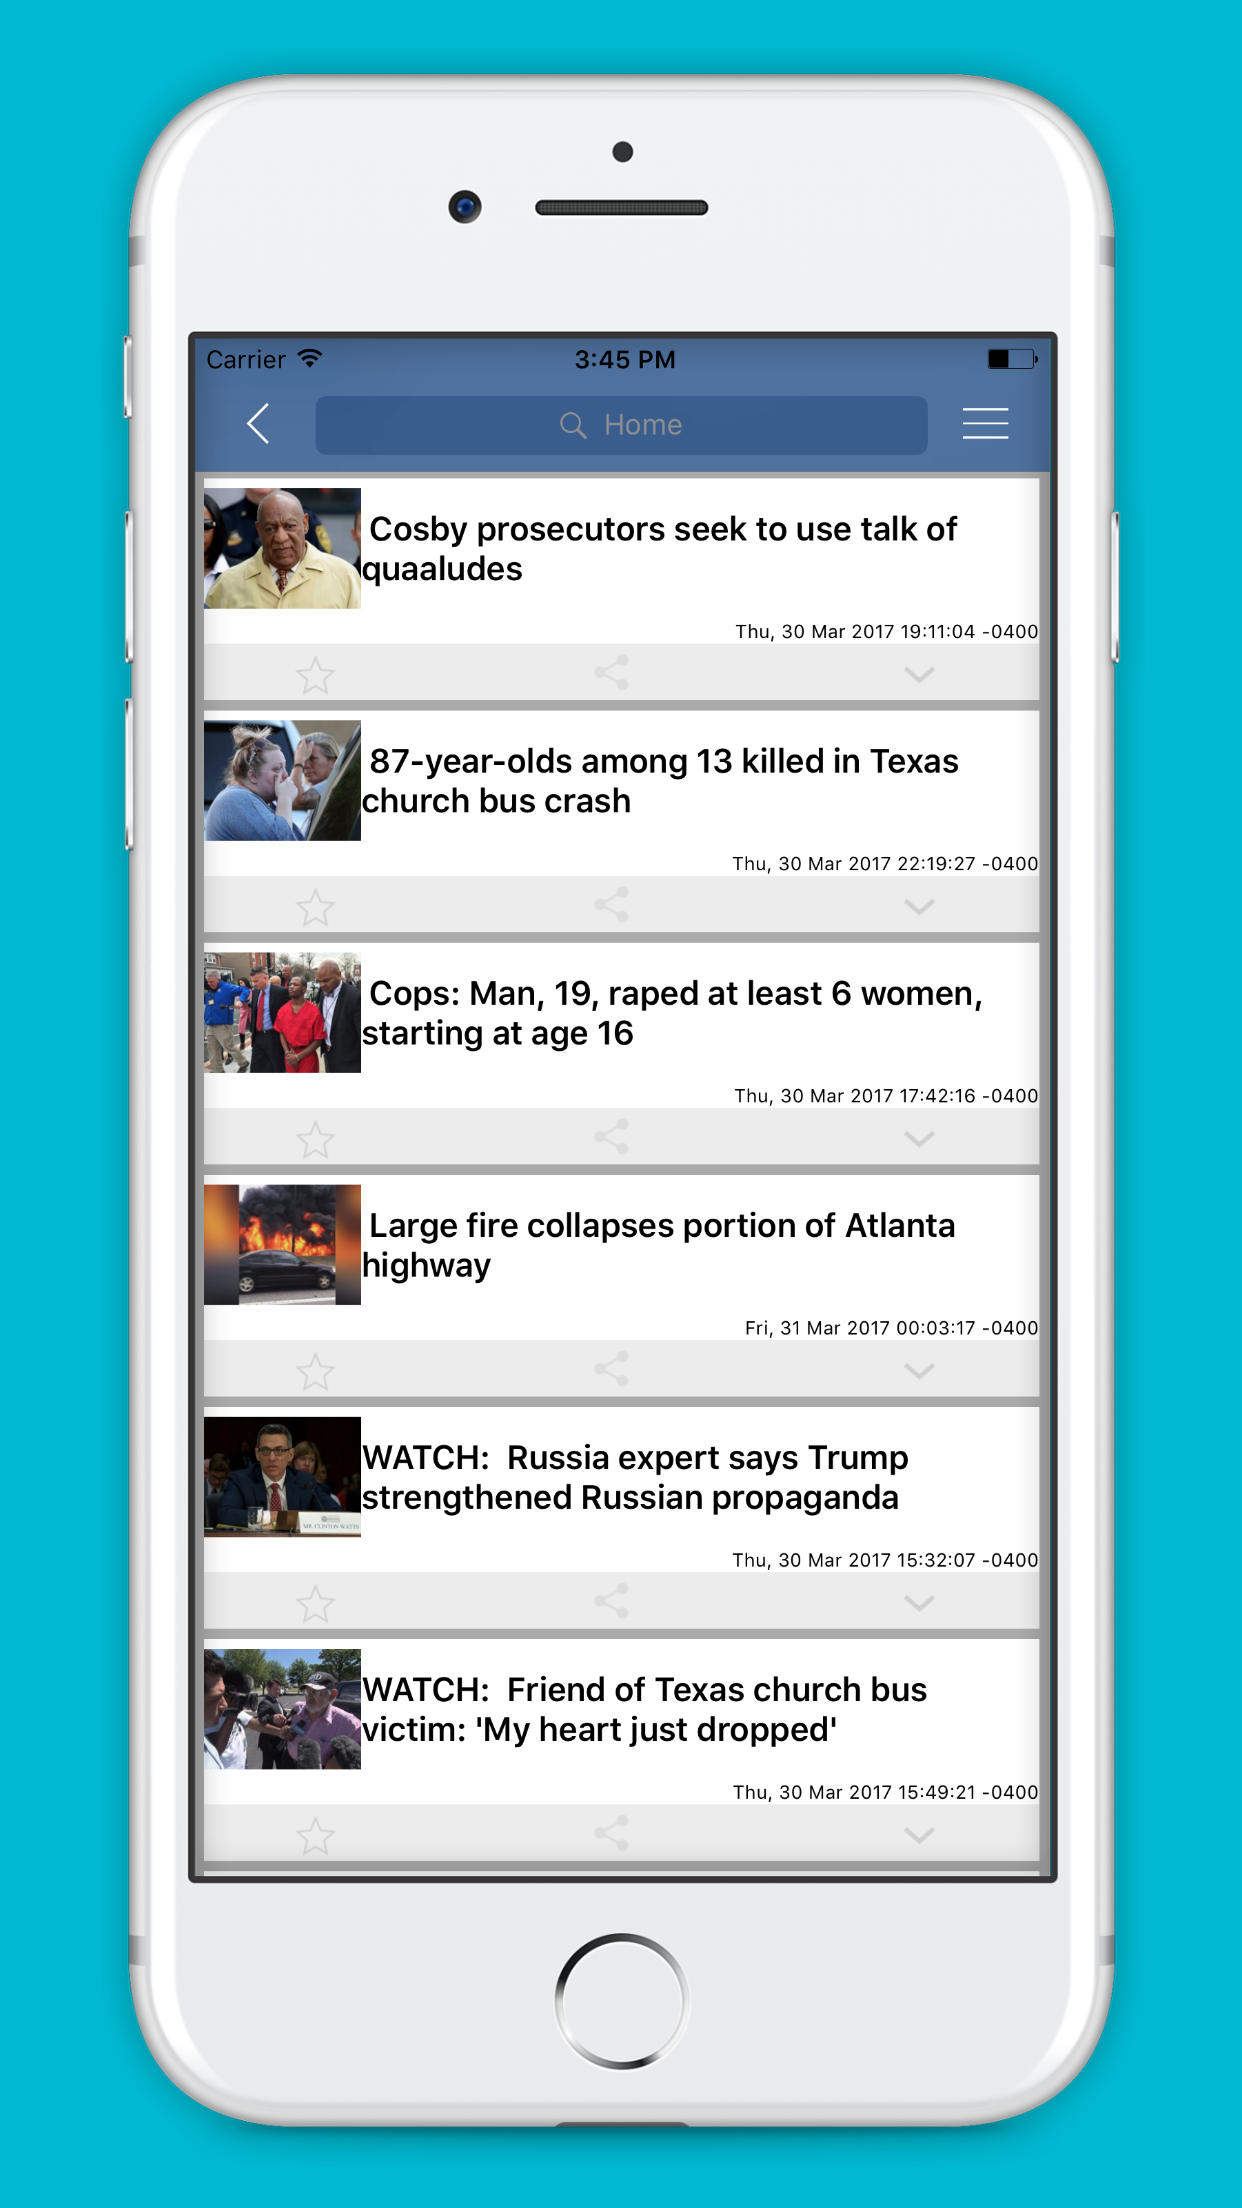 Carrier 3:45 PM
Home
Cosby prosecutors seek to use talk of
quaaludes
Thu, 30 Mar 2017 19:11:04 -0400
87-year-olds among 13 killed in Texas
church bus crash
Thu, 30 Mar 2017 22:19:27 -0400
Cops: Man, 19, raped at least 6 women,
starting at age 16
Thu, 30 Mar 2017 17:42:16 -0400
Large fire collapses portion of Atlanta
highway
Fri, 31 Mar 2017 00:03:17 -0400
WATCH:  Russia expert says Trump
strengthened Russian propaganda
MR. CLINTON WATTS
Thu, 30 Mar 2017 15:32:07 -0400
WATCH:  Friend of Texas church bus
victim: 'My heart just dropped'
Thu, 30 Mar 2017 15:49:21 -0400